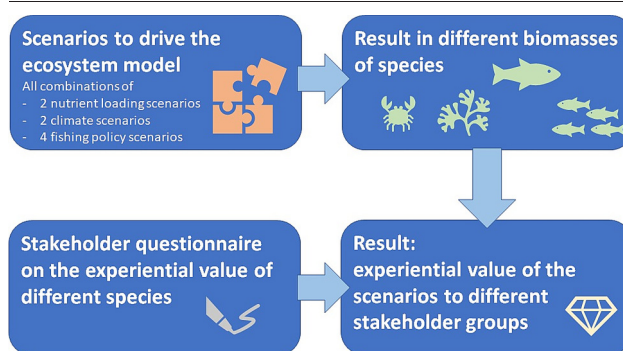 Scenarios to drive the
ecosystem model
All combinations of
- 2 nutrient loading scenarios
- 2 climate scenarios
- 4 fishing policy scenarios
Result in different biomasses
of species
Stakeholder questionnaire
on the experiential value of
different species
Result:
experiential value of the
scenarios to different
stakeholder groups